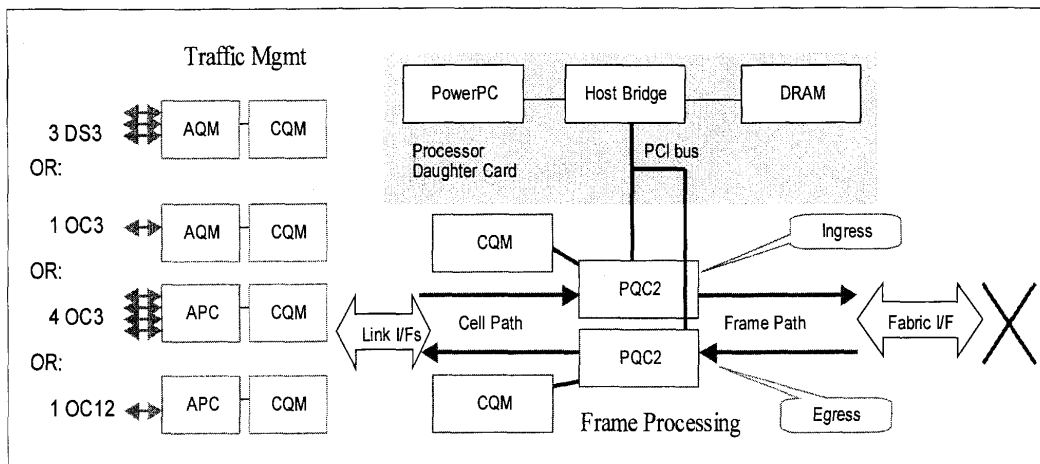 Traffic Mgmt
3 DS3
AQM
CQM
OR:
1 OC3
AQM
CQM
OR:
4 OC3
APC
CQM
OR:
1 OC12
APC
CQM
PowerPC
Host Bridge
DRAM
Processor
Daughter Card
PCI bus
CQM
Ingress
PQC2
Link I/Fs
Cell Path
Frame Path
Fabric I/F
PQC2
CQM
Egress
Frame Processing